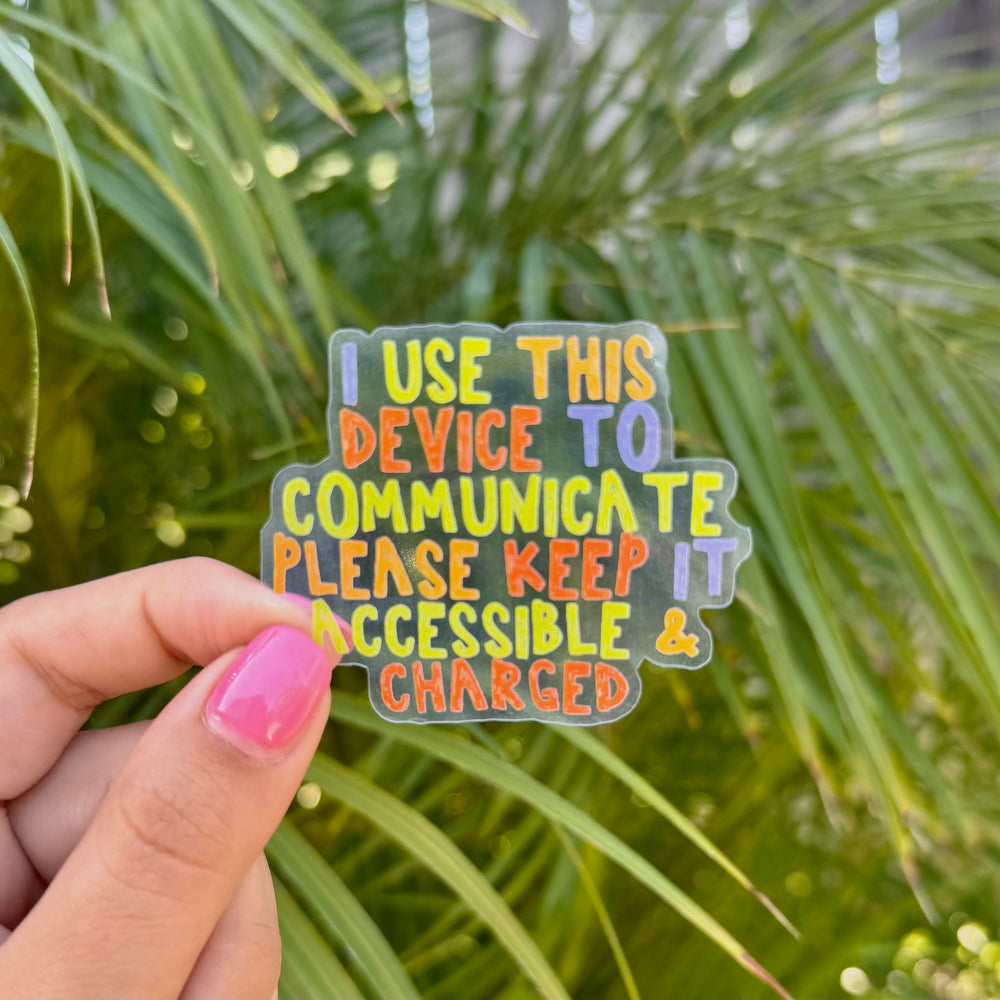 I USE THIS
DEVICE TO
COMMUNICATE
PLEASE KEEP IT
ACCESSIBLE &
CHARGED